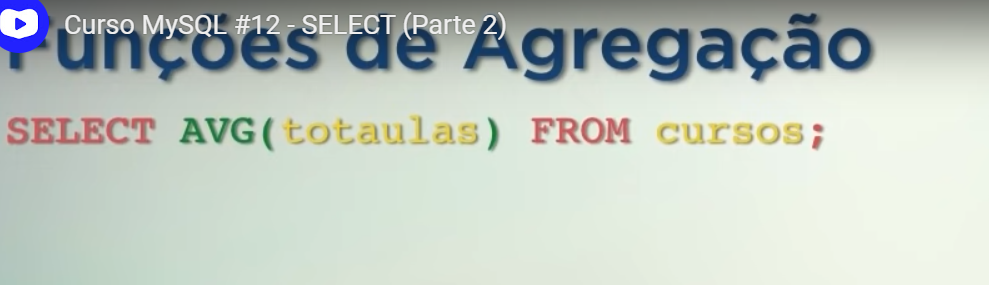 Curso MySQL #12 - SELECT (Parte 2)
Funções de Agregação
SELECT AVG(totaulas) FROM cursos;